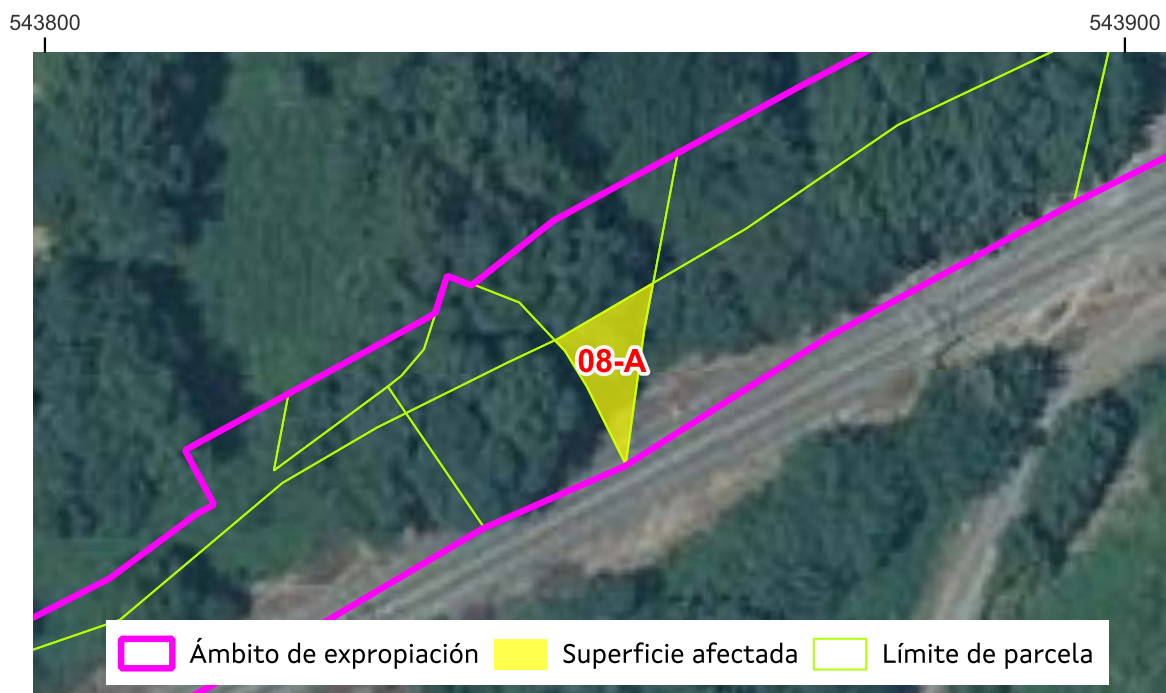 543800 543900
08-A
Ámbito de expropiación Superficie afectada Límite de parcela